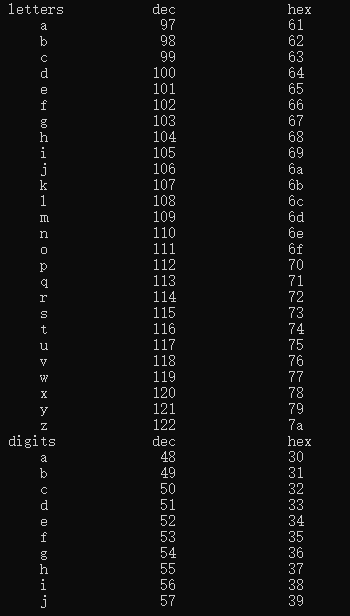 letters dec hex
a 97 61
b 98 62
c 99 63
d 100 64
e 101 65
f 102 66
g 103 67
h 104 68
i 105 69
j 106 6a
k 107 6b
l 108 6c
m 109 6d
n 110 6e
o 111 6f
p 112 70
q 113 71
r 114 72
s 115 73
t 116 74
u 117 75
v 118 76
w 119 77
x 120 78
y 121 79
z 122 7a
digits dec hex
a 48 30
b 49 31
c 50 32
d 51 33
e 52 34
f 53 35
g 54 36
h 55 37
i 56 38
j 57 39